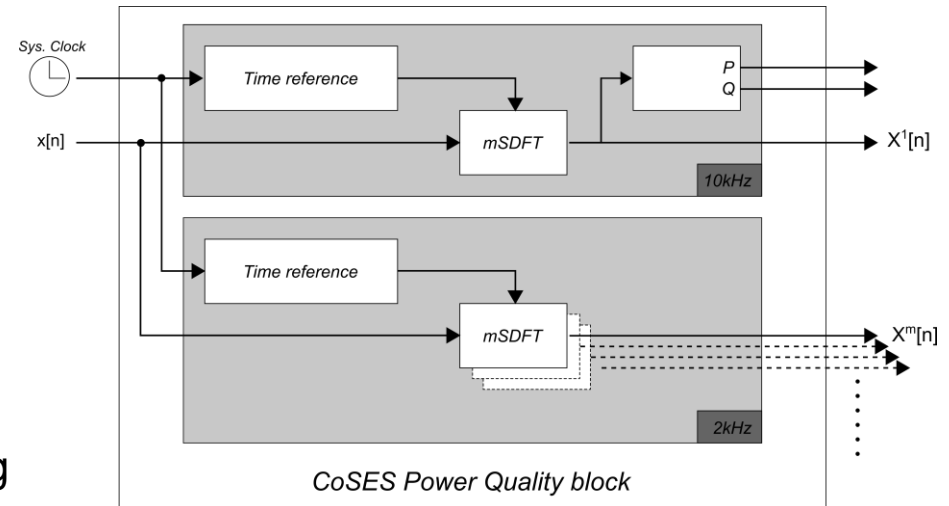 Sys. Clock
Time reference
P
Q
x[n]
mSDFT
X¹[n]
10kHz
Time reference
mSDFT
Xᵐ[n]
2kHz
g
CoSES Power Quality block